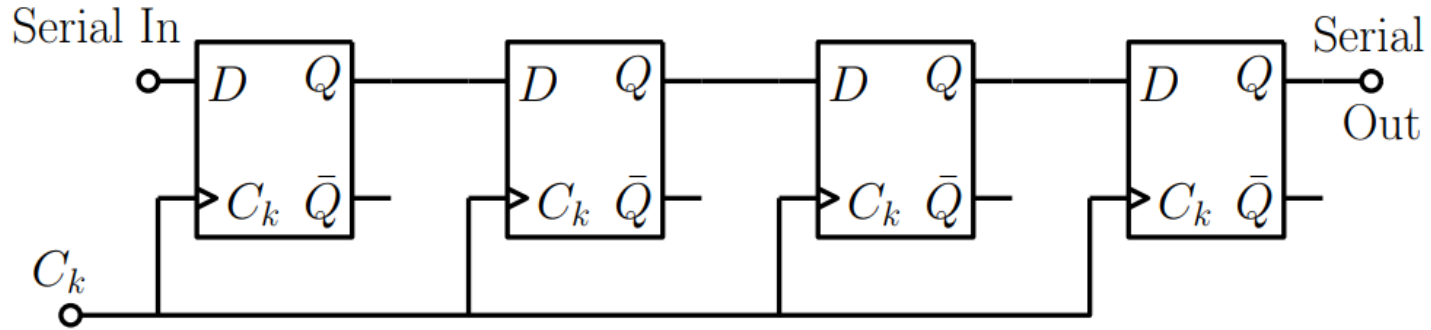 Serial In
Serial
D Q D Q D Q D Q
Out
C_k Q̄ C_k Q̄ C_k Q̄ C_k Q̄
C_k